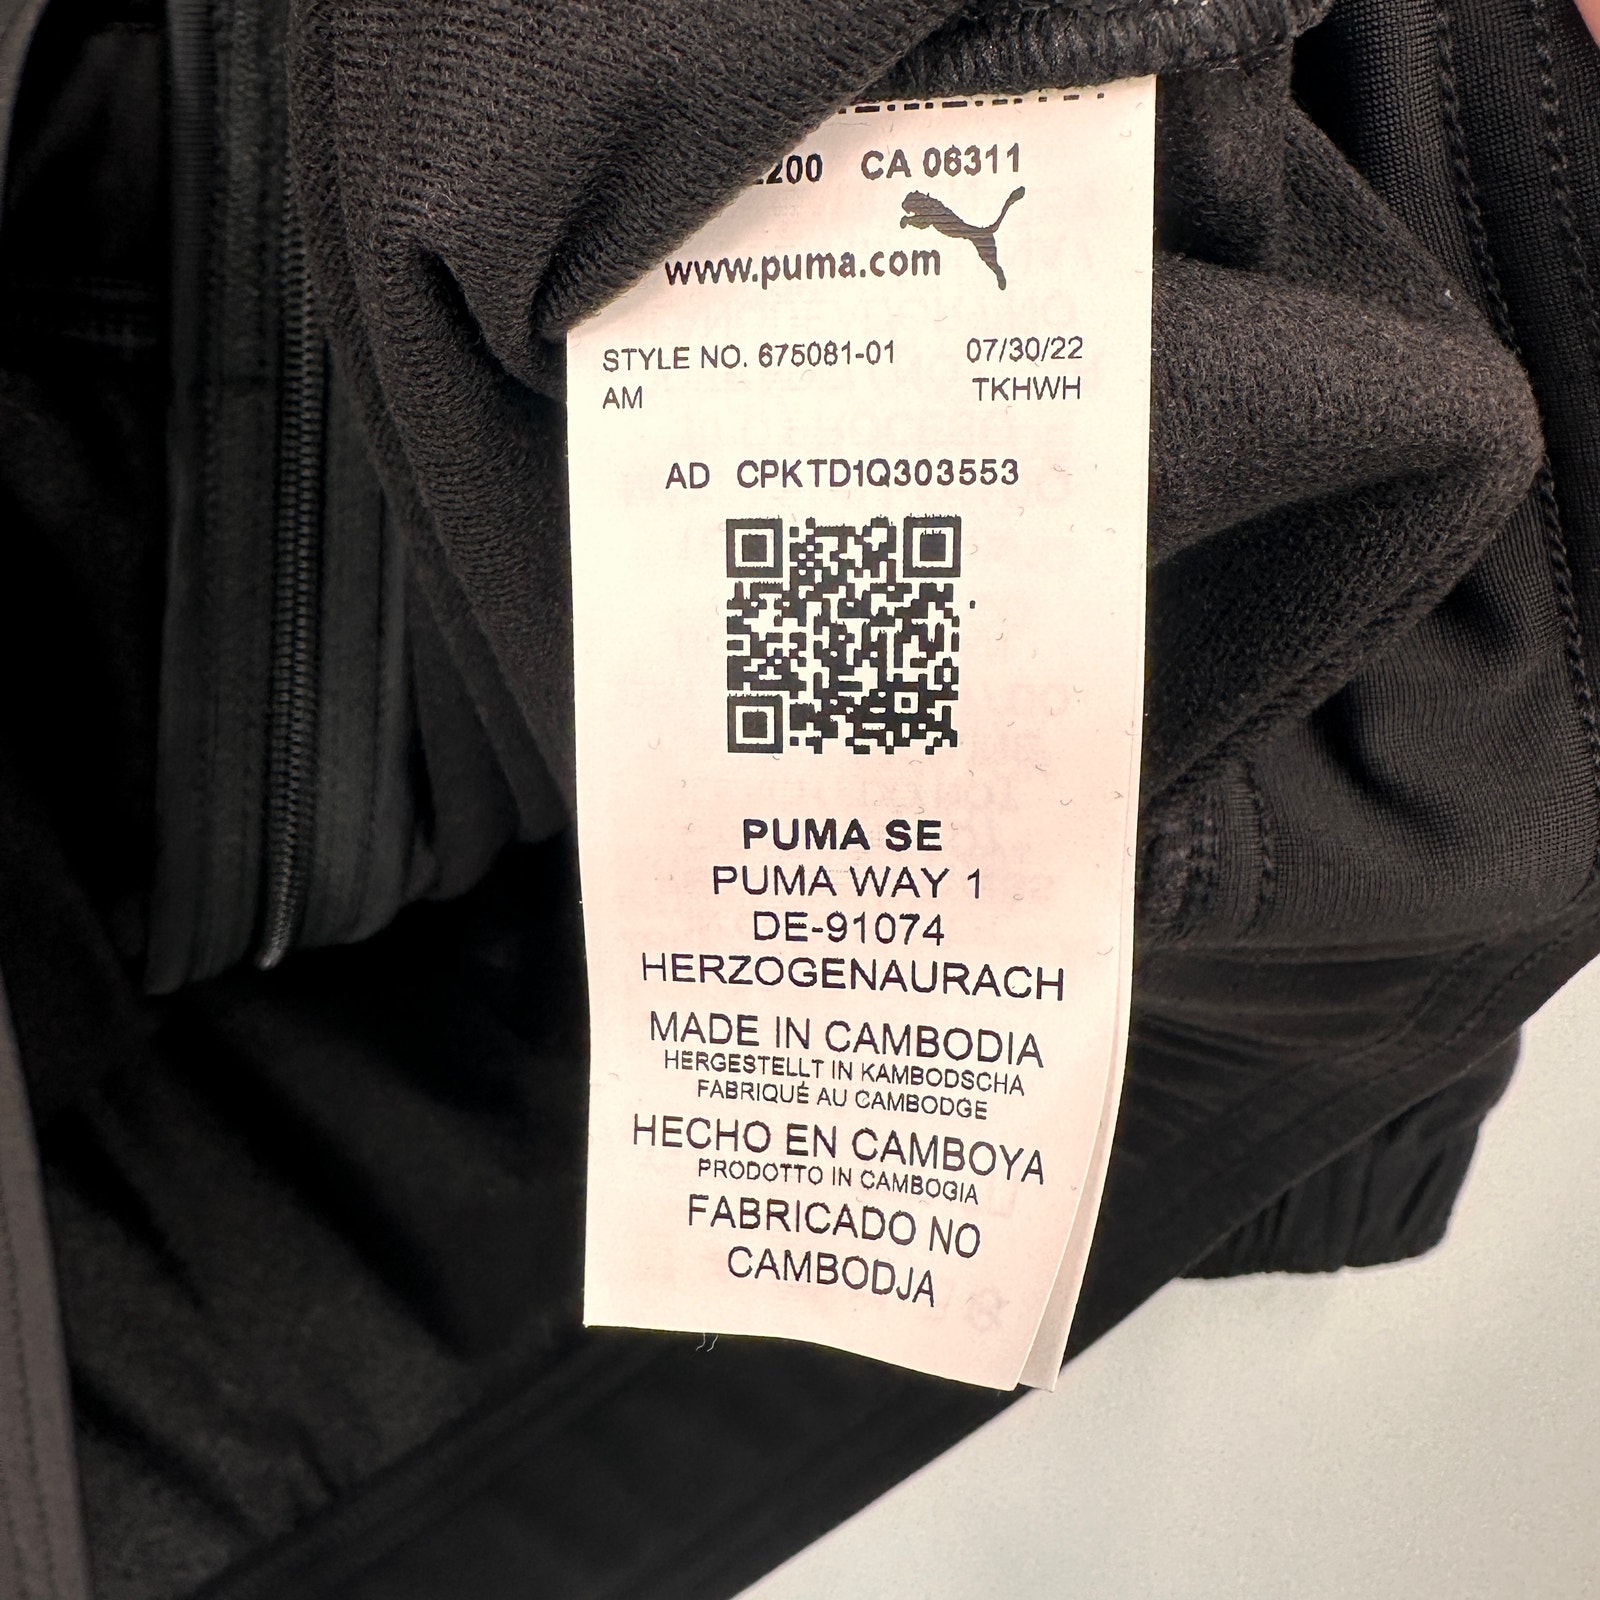 200 CA 06311
www.puma.com
STYLE NO. 675081-01 07/30/22
AM TKHWH
AD CPKTD1Q303553
PUMA SE
PUMA WAY 1
DE-91074
HERZOGENAURACH
MADE IN CAMBODIA
HERGESTELLT IN KAMBODSCHA
FABRIQUÉ AU CAMBODGE
HECHO EN CAMBOYA
PRODOTTO IN CAMBOGIA
FABRICADO NO
CAMBODJA